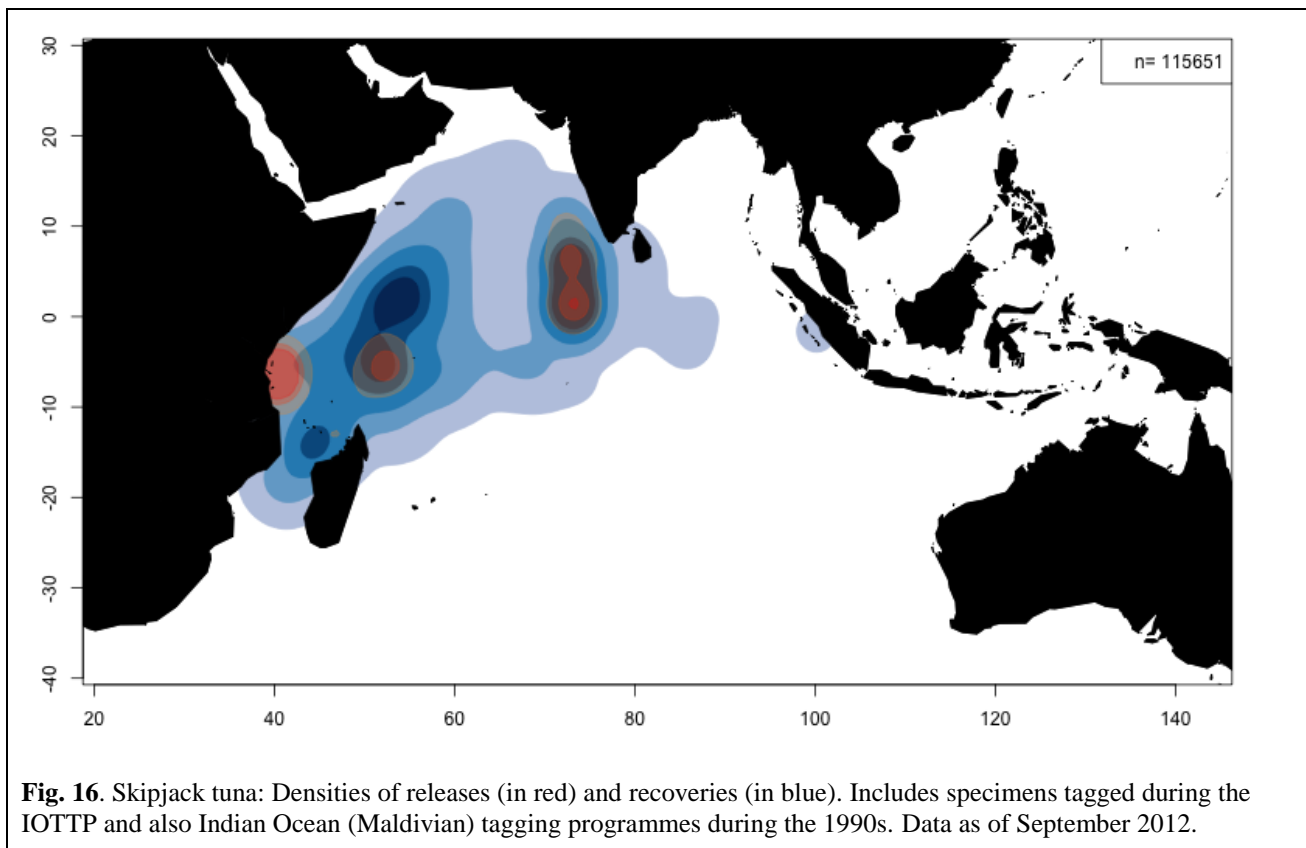 n= 115651
30
20
10
0
-10
-20
-30
-40
20 40 60 80 100 120 140
Fig. 16. Skipjack tuna: Densities of releases (in red) and recoveries (in blue). Includes specimens tagged during the
IOTTP and also Indian Ocean (Maldivian) tagging programmes during the 1990s. Data as of September 2012.